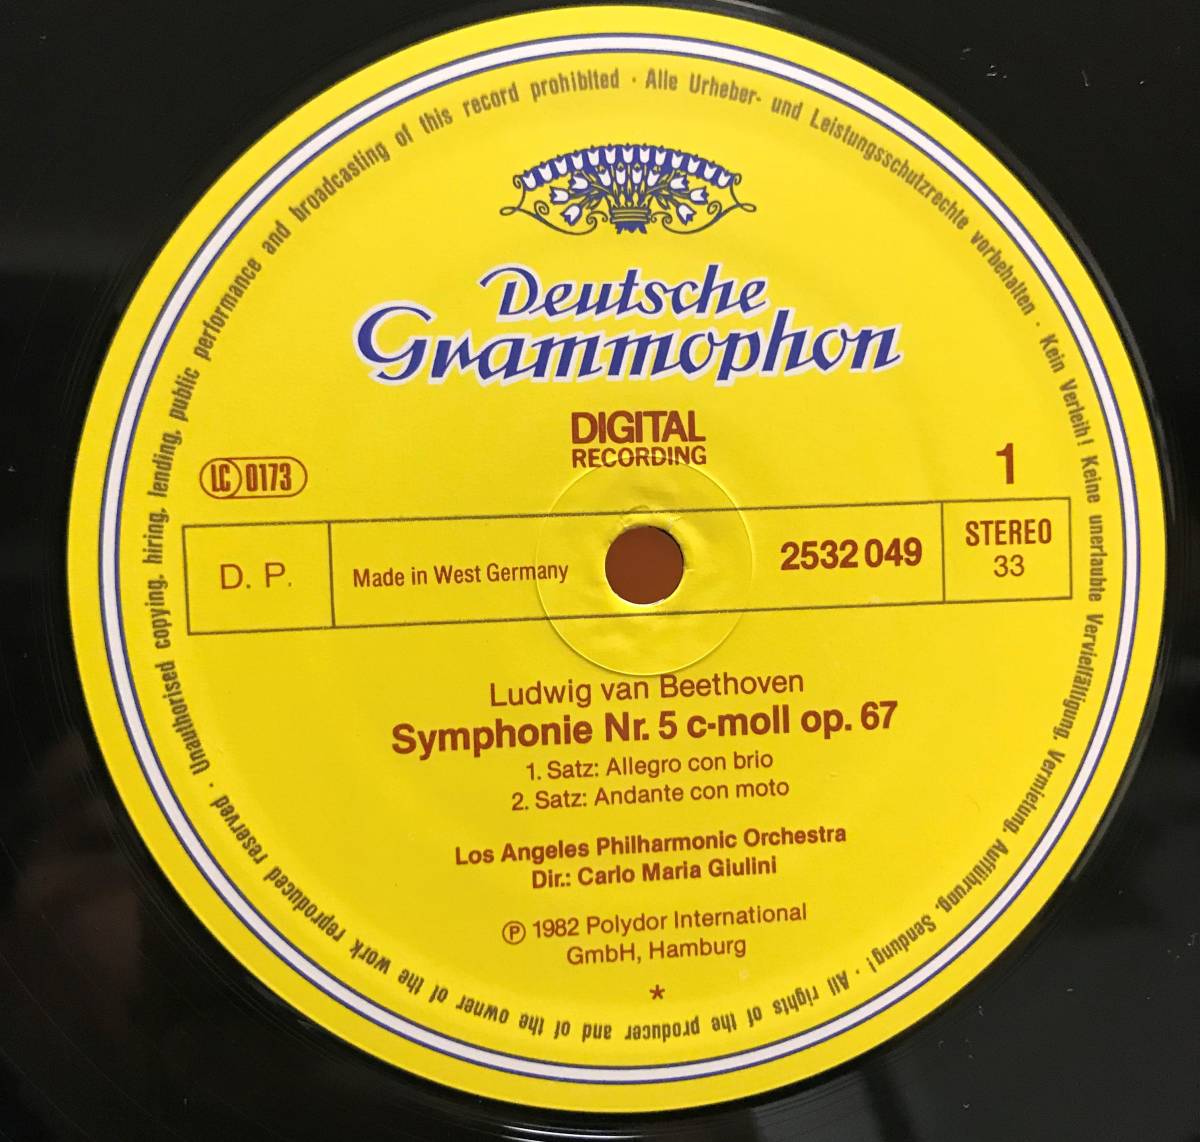 Alle Urheber- und Leistungsschutzrechte vorbehalten · Kein Verleih! Keine unerlaubte Vervielfältigung, Vermietung, Aufführung, Sendung! · All rights of the producer and of the owner of the work reproduced reserved · Unauthorised copying, hiring, lending, public performance and broadcasting of this record prohibited ·
Deutsche
Grammophon
DIGITAL
RECORDING
LC 0173
1
D. P.
Made in West Germany
2532 049
STEREO
33
Ludwig van Beethoven
Symphonie Nr. 5 c-moll op. 67
1. Satz: Allegro con brio
2. Satz: Andante con moto
Los Angeles Philharmonic Orchestra
Dir.: Carlo Maria Giulini
℗ 1982 Polydor International
GmbH, Hamburg
*